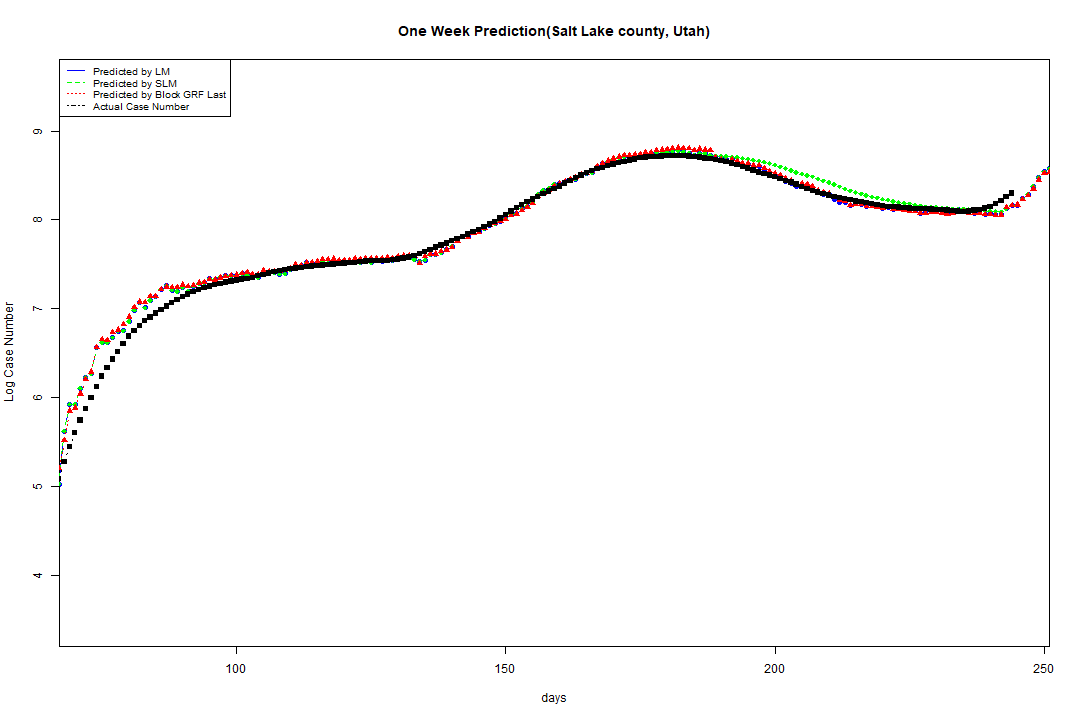 One Week Prediction(Salt Lake county, Utah)
Predicted by LM
Predicted by SLM
Predicted by Block GRF Last
Actual Case Number
9
8
7
6
5
4
Log Case Number
100 150 200 250
days